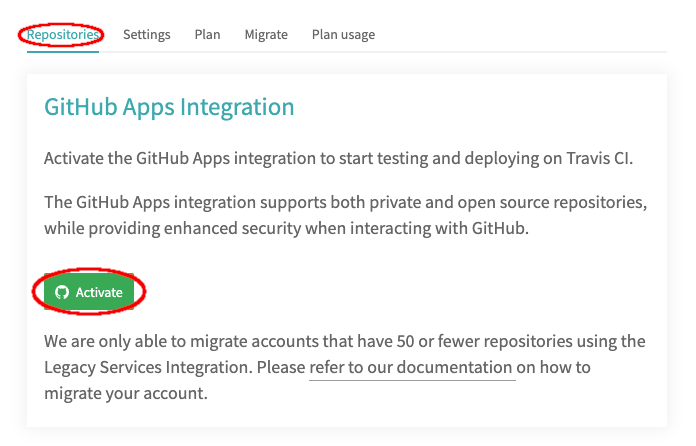 Repositories Settings Plan Migrate Plan usage
GitHub Apps Integration
Activate the GitHub Apps integration to start testing and deploying on Travis CI.
The GitHub Apps integration supports both private and open source repositories,
while providing enhanced security when interacting with GitHub.
Activate
We are only able to migrate accounts that have 50 or fewer repositories using the
Legacy Services Integration. Please refer to our documentation on how to
migrate your account.